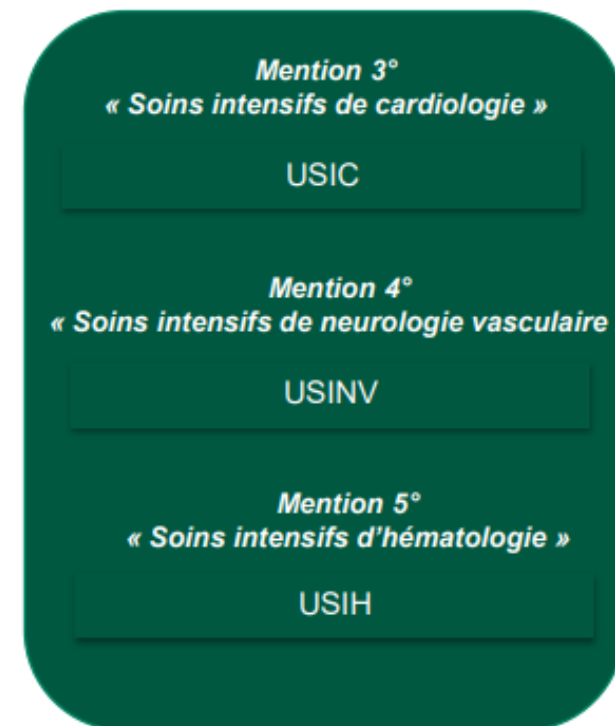 Mention 3°
« Soins intensifs de cardiologie »
USIC
Mention 4°
« Soins intensifs de neurologie vasculaire
USINV
Mention 5°
« Soins intensifs d'hématologie »
USIH